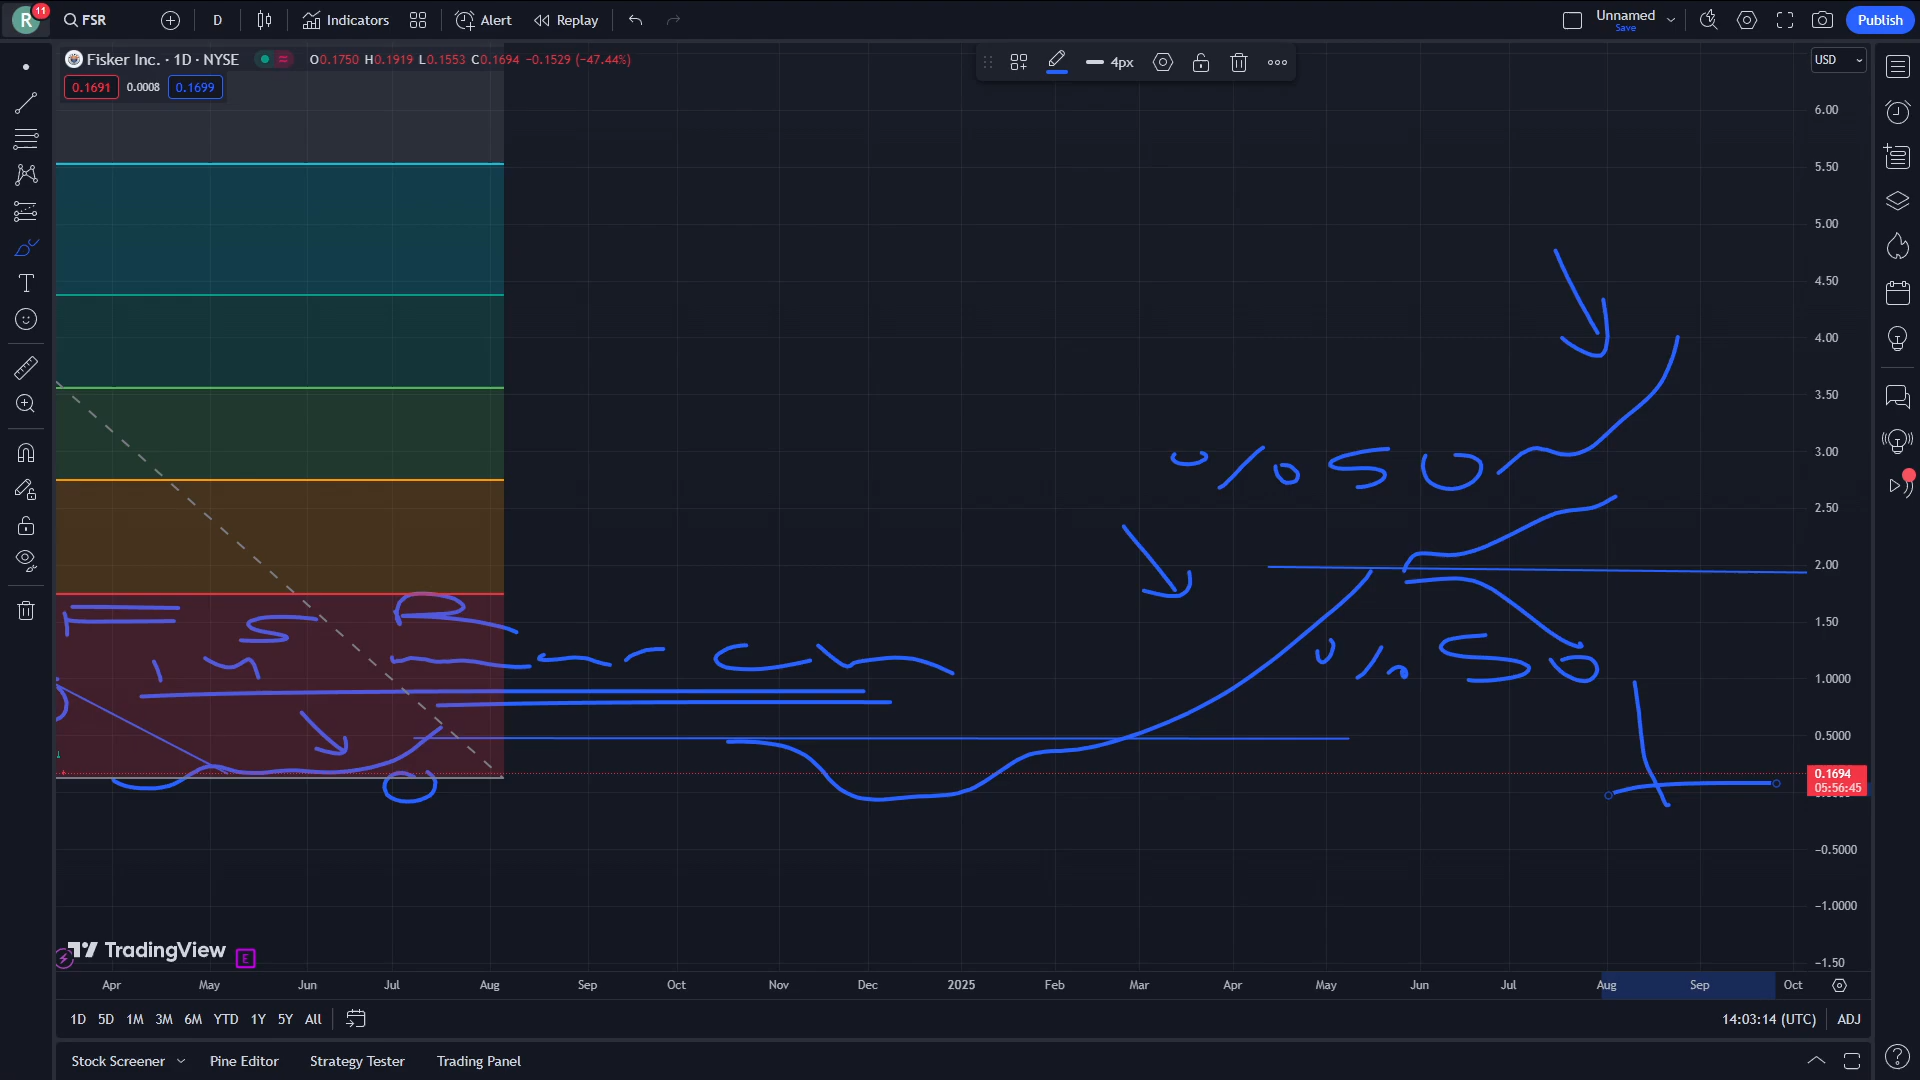 R 11 FSR D Indicators Alert Replay Unnamed Save Publish
Fisker Inc. · 1D · NYSE O0.1750 H0.1919 L0.1553 C0.1694 −0.1529 (−47.44%)
0.1691 0.0008 0.1699
4px
USD
6.00
5.50
5.00
4.50
4.00
3.50
3.00
2.50
2.00
1.50
1.0000
0.5000
0.1694
05:56:45
−0.5000
−1.0000
−1.50
%50
%50
TradingView E
Apr May Jun Jul Aug Sep Oct Nov Dec 2025 Feb Mar Apr May Jun Jul Aug Sep Oct
1D 5D 1M 3M 6M YTD 1Y 5Y All 14:03:14 (UTC) ADJ
Stock Screener Pine Editor Strategy Tester Trading Panel